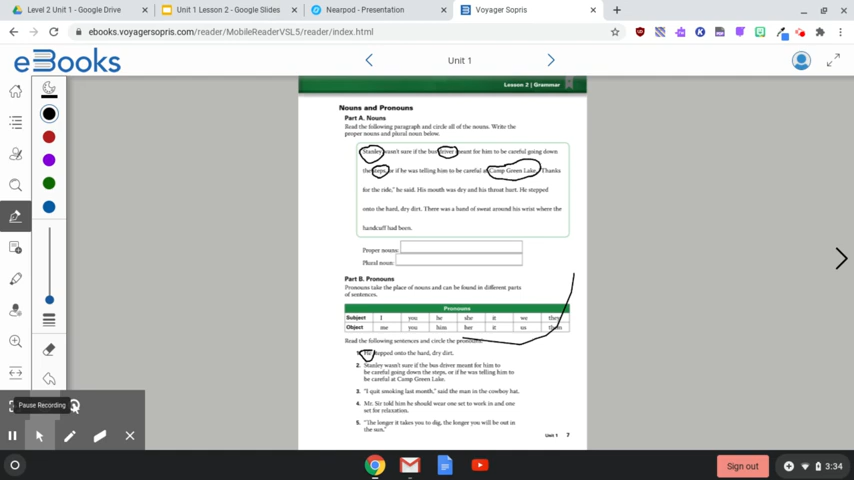 Level 2 Unit 1 - Google Drive
Unit 1 Lesson 2 - Google Slides
Nearpod - Presentation
Voyager Sopris
ebooks.voyagersopris.com/reader/MobileReaderVSL5/reader/index.html
eBooks
Unit 1
Lesson 2 | Grammar
Nouns and Pronouns
Part A. Nouns
Read the following paragraph and circle all of the nouns. Write the
proper nouns and plural noun below.
Stanley wasn't sure if the bus driver meant for him to be careful going down
the steps, or if he was telling him to be careful at Camp Green Lake. "Thanks
for the ride," he said. His mouth was dry and his throat hurt. He stepped
onto the hard, dry dirt. There was a band of sweat around his wrist where the
handcuff had been.
Proper nouns:
Plural noun:
Part B. Pronouns
Pronouns take the place of nouns and can be found in different parts
of sentences.
Pronouns
Subject I you he she it we they
Object me you him her it us them
Read the following sentences and circle the pronouns.
1. He stepped onto the hard, dry dirt.
2. Stanley wasn't sure if the bus driver meant for him to
be careful going down the steps, or if he was telling him to
be careful at Camp Green Lake.
3. "I quit smoking last month," said the man in the cowboy hat.
4. Mr. Sir told him he should wear one set to work in and one
set for relaxation.
5. "The longer it takes you to dig, the longer you will be out in
the sun."
Unit 1 7
Pause Recording
Sign out
3:34